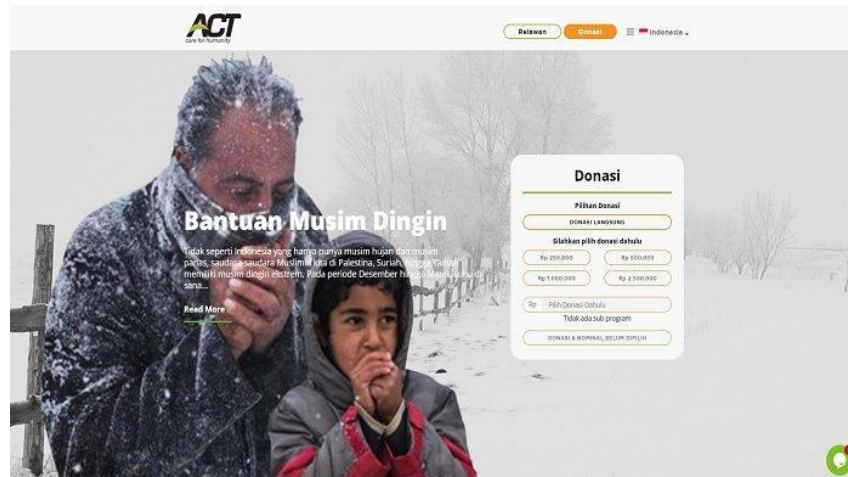 ACT
care for humanity
Relawan
Donasi
Indonesia
Bantuan Musim Dingin
Tidak seperti Indonesia yang hanya punya musim hujan dan musim
panas, saudara-saudara Muslimin kita di Palestina, Suriah, hingga Yaman
memiliki musim dingin ekstrem. Pada periode Desember hingga Maret, suhu di
sana...
Read More
Donasi
Pilihan Donasi
DONASI LANGSUNG
Silahkan pilih donasi dahulu
Rp 250.000
Rp 500.000
Rp 1.000.000
Rp 2.500.000
Rp Pilih Donasi Dahulu
Tidak ada sub program
DONASI & NOMINAL BELUM DIPILIH